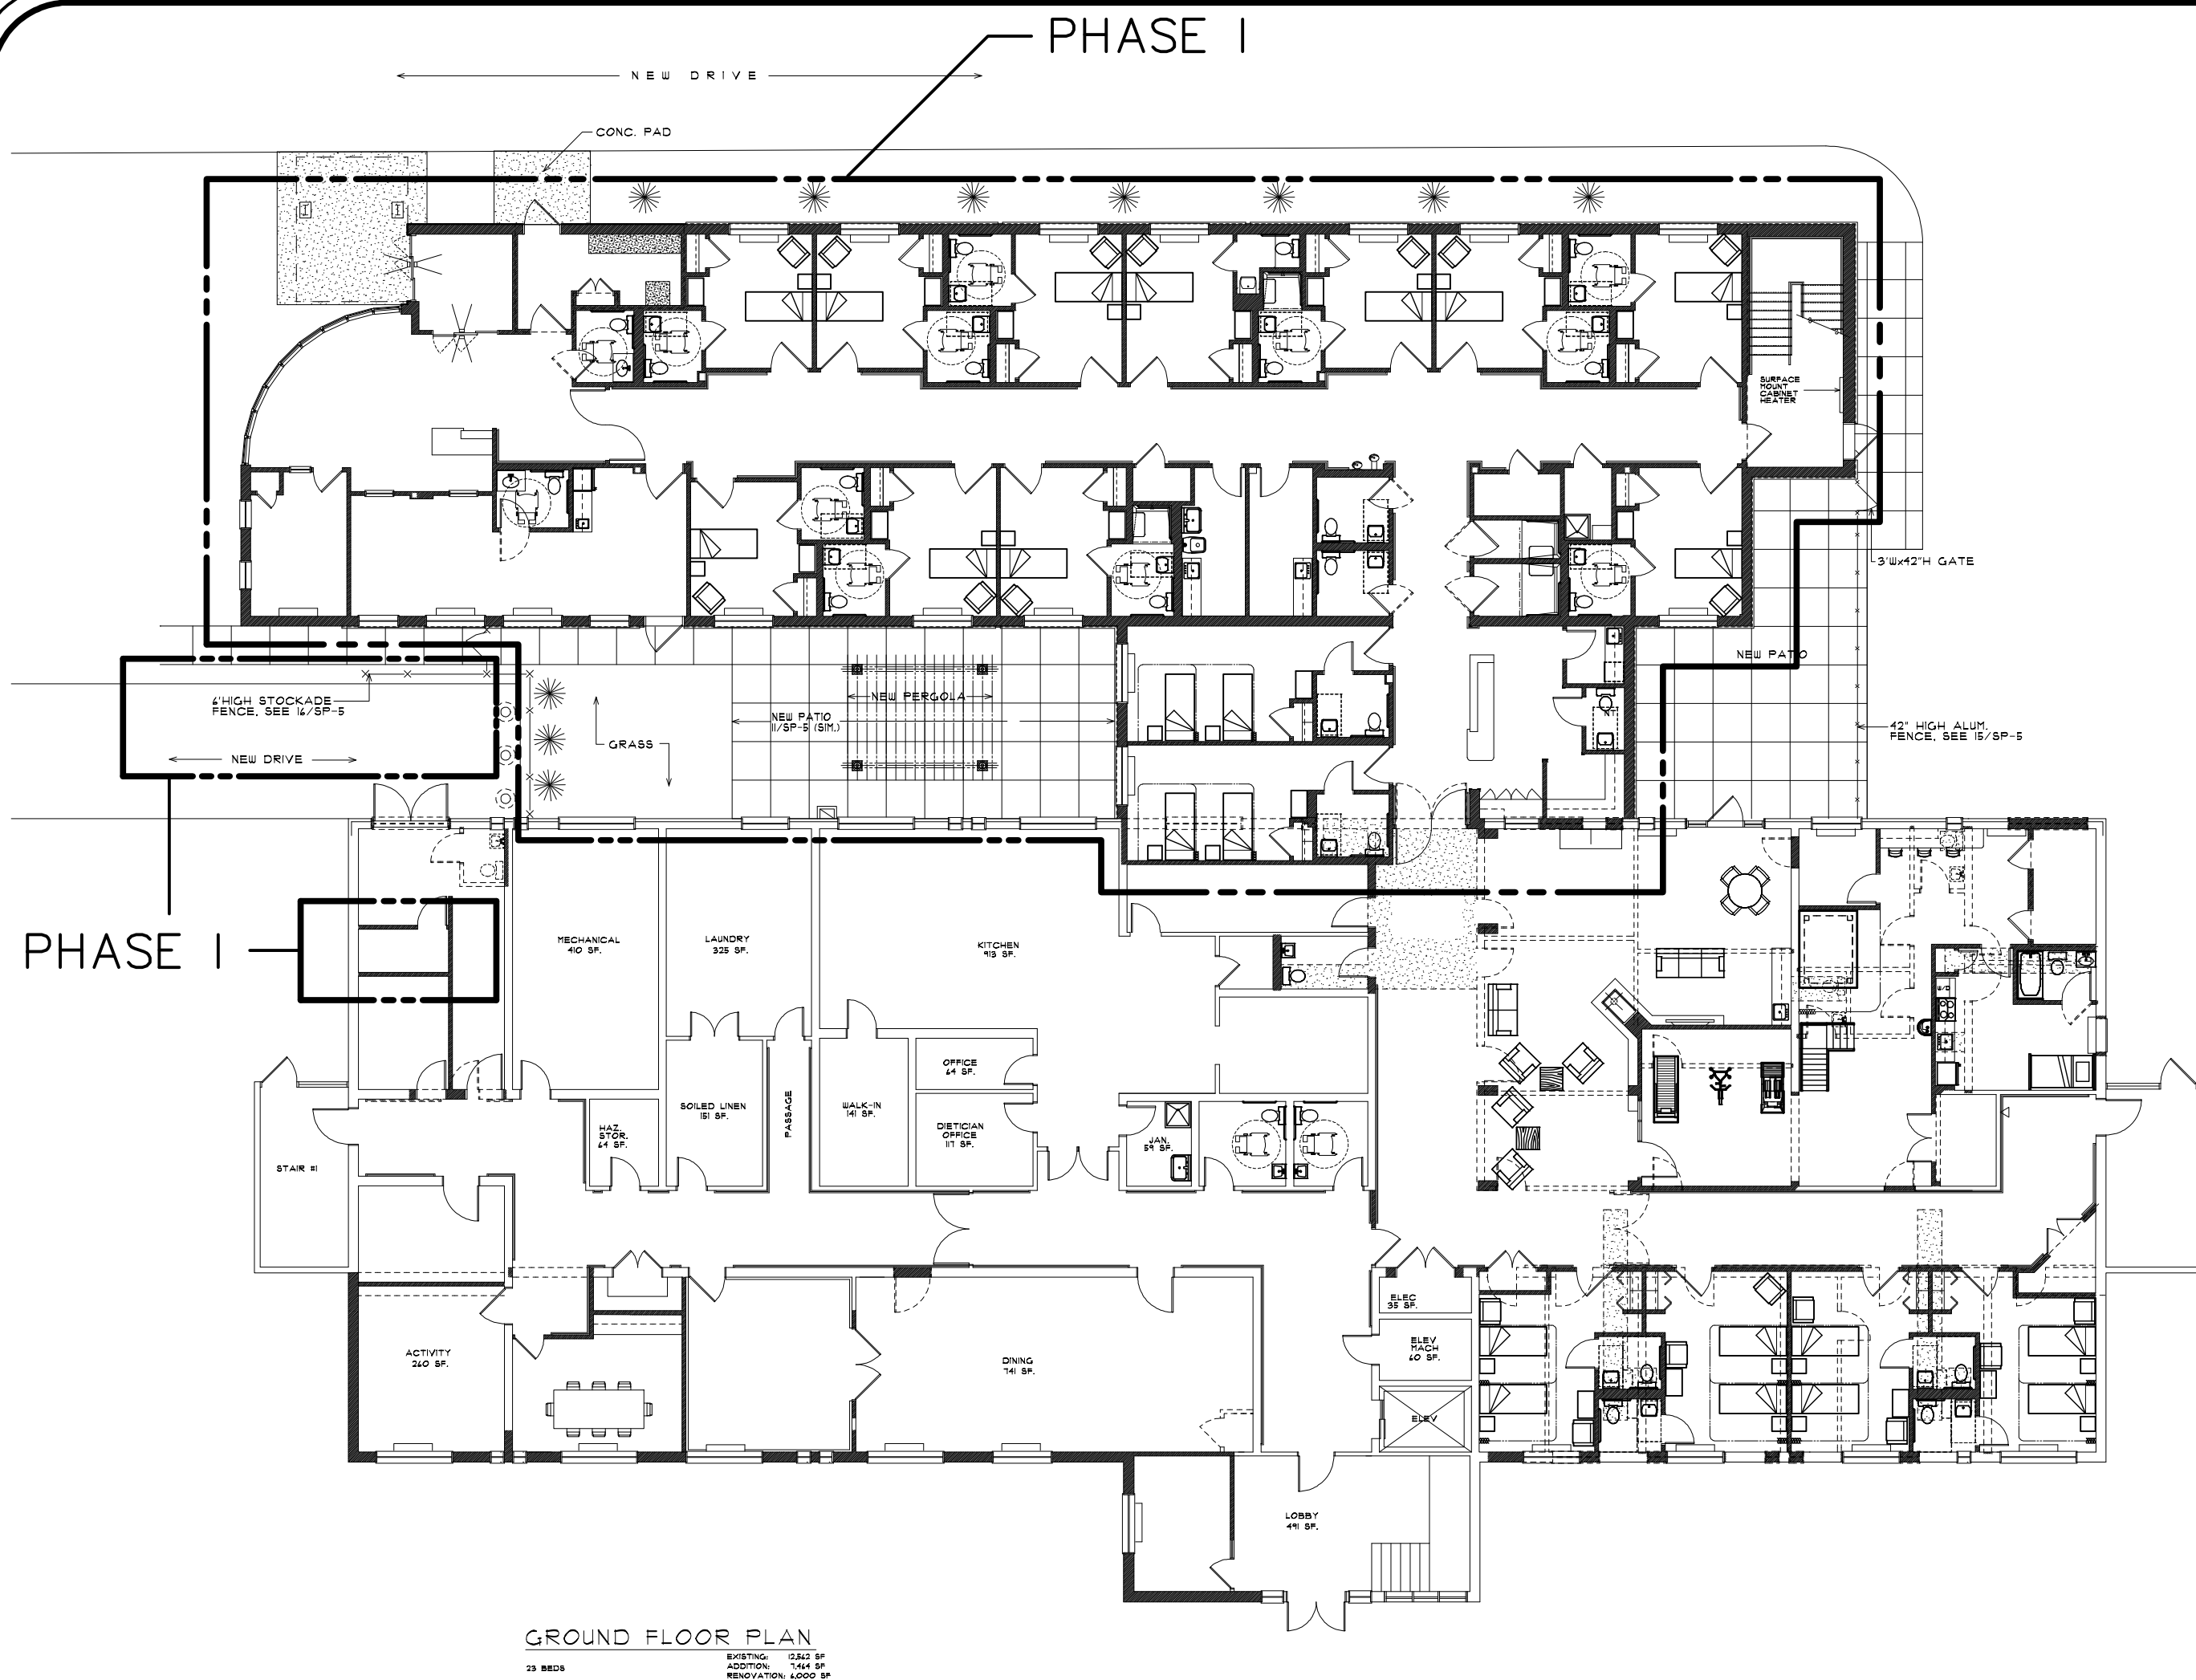 PHASE I
NEW DRIVE
CONC. PAD
SURFACE
MOUNT
CABINET
HEATER
3'Wx42"H GATE
NEW PATIO
6'HIGH STOCKADE
FENCE, SEE 16/SP-5
NEW PERGOLA
NEW PATIO
11/SP-5 (SIM.)
GRASS
NEW DRIVE
42" HIGH ALUM.
FENCE, SEE 15/SP-5
PHASE I
MECHANICAL
410 SF.
LAUNDRY
325 SF.
KITCHEN
913 SF.
W/D
OFFICE
64 SF.
SOILED LINEN
151 SF.
PASSAGE
WALK-IN
141 SF.
DIETICIAN
OFFICE
117 SF.
HAZ.
STOR.
64 SF.
JAN.
59 SF.
STAIR #1
ELEC
35 SF.
ELEV
MACH
60 SF.
ACTIVITY
260 SF.
DINING
741 SF.
ELEV
LOBBY
491 SF.
GROUND FLOOR PLAN
23 BEDS
EXISTING: 12,562 SF
ADDITION: 7,464 SF
RENOVATION: 6,000 SF